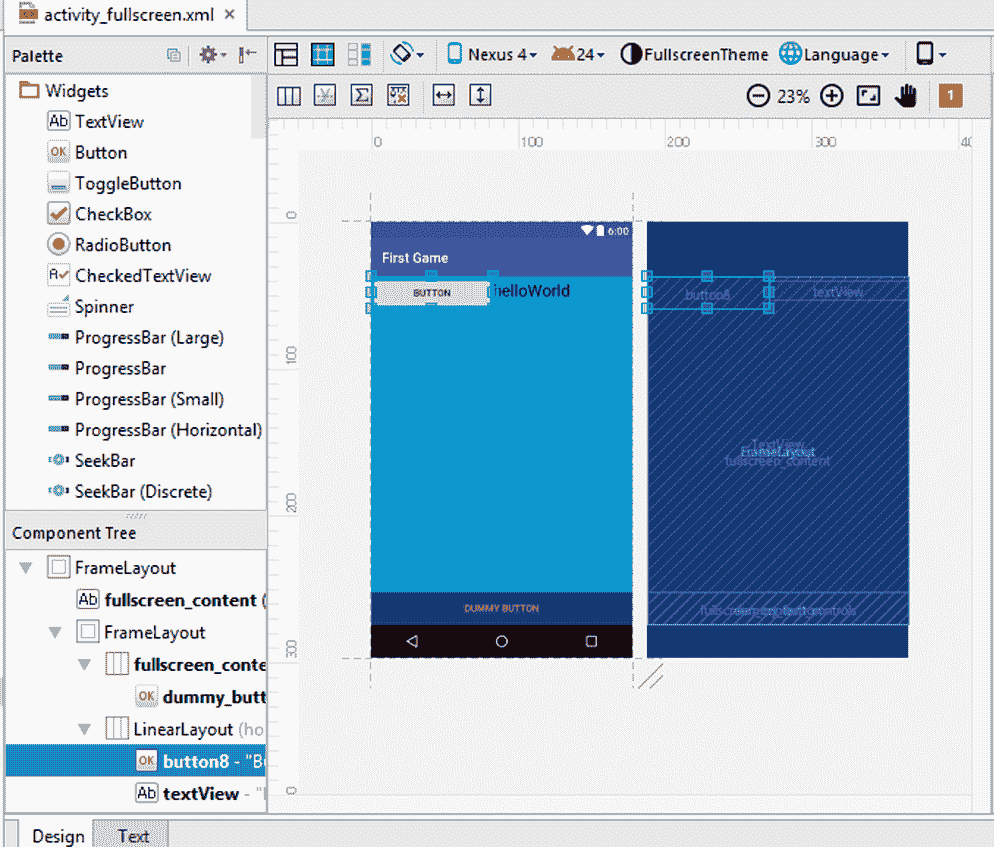 activity_fullscreen.xml
Palette
Nexus 4
24
FullscreenTheme
Language
Widgets
Ab TextView
OK Button
ToggleButton
CheckBox
RadioButton
A CheckedTextView
Spinner
ProgressBar (Large)
ProgressBar
ProgressBar (Small)
ProgressBar (Horizontal)
SeekBar
SeekBar (Discrete)
23%
1
0 100 200 300
0
100
200
300
0
6:00
First Game
BUTTON helloWorld
DUMMY BUTTON
button8 textView
TextView
FrameLayout
fullscreen_content
Component Tree
FrameLayout
Ab fullscreen_content (
FrameLayout
fullscreen_conte
OK dummy_butt
LinearLayout (ho
OK button8 - "B
Ab textView - "
Design Text